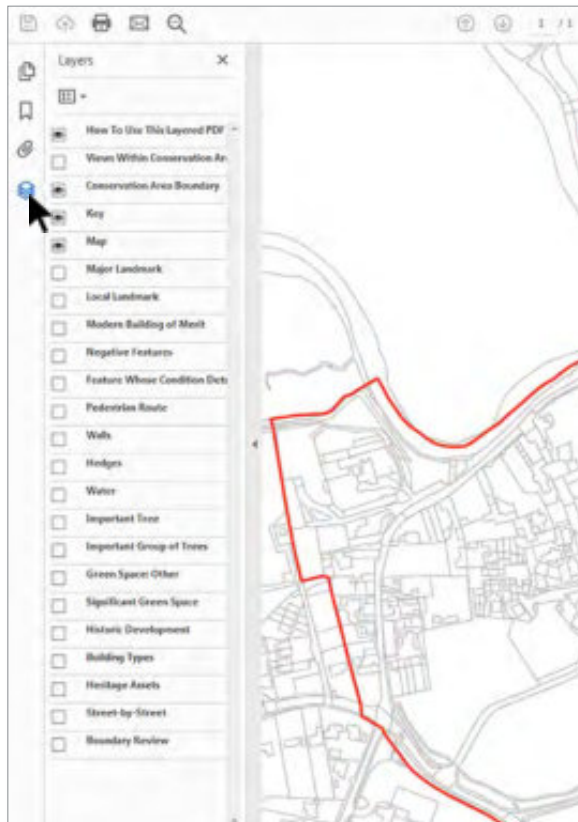 1 / 1
Layers
How To Use This Layered PDF
Views Within Conservation Ar
Conservation Area Boundary
Key
Map
Major Landmark
Local Landmark
Modern Building of Merit
Negative Features
Feature Whose Condition Detr
Pedestrian Route
Walls
Hedges
Water
Important Tree
Important Group of Trees
Green Space: Other
Significant Green Space
Historic Development
Building Types
Heritage Assets
Street-by-Street
Boundary Review